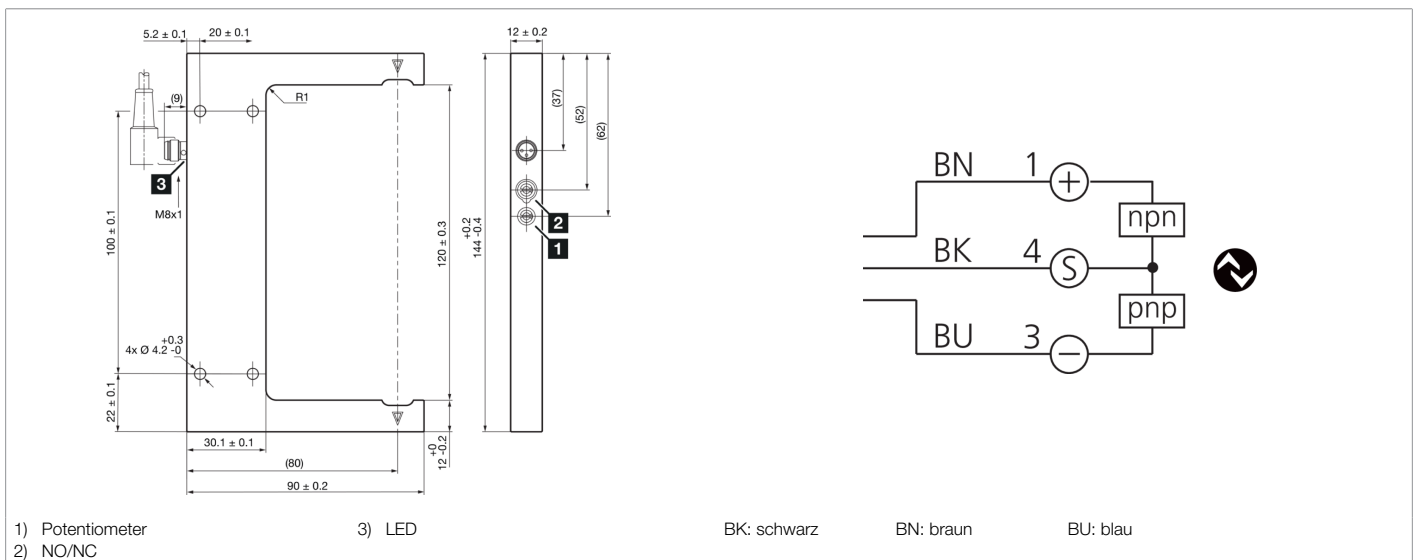 5.2 ± 0.1
20 ± 0.1
12 ± 0.2
(9)
R1
(37)
(52)
(62)
3
M8x1
2
1
100 ± 0.1
120 ± 0.3
+0.2
144 -0.4
+0.3
4x Ø 4.2 -0
22 ± 0.1
30.1 ± 0.1
+0
12 -0.2
(80)
90 ± 0.2
BN 1 +
npn
BK 4 S
pnp
BU 3 −
1) Potentiometer 3) LED BK: schwarz BN: braun BU: blau
2) NO/NC